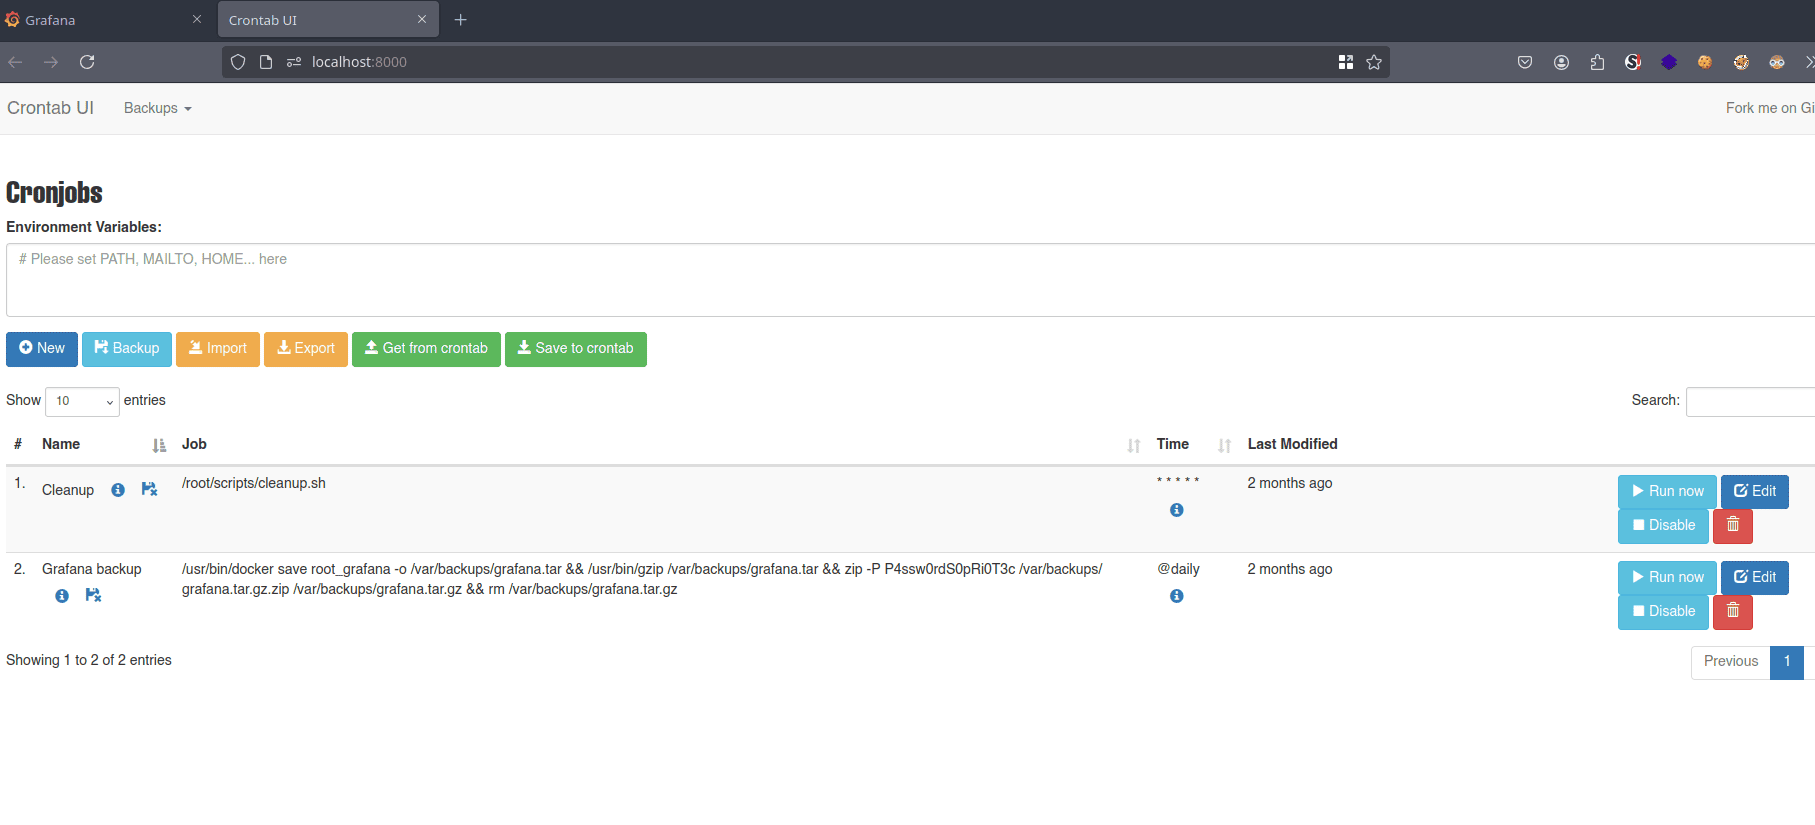 Grafana
Crontab UI
localhost:8000
Crontab UI
Backups
Fork me on Gi
Cronjobs
Environment Variables:
# Please set PATH, MAILTO, HOME... here
New
Backup
Import
Export
Get from crontab
Save to crontab
Show 10 entries
Search:
# Name Job Time Last Modified
1. Cleanup /root/scripts/cleanup.sh * * * * * 2 months ago
Run now
Edit
Disable
2. Grafana backup /usr/bin/docker save root_grafana -o /var/backups/grafana.tar && /usr/bin/gzip /var/backups/grafana.tar && zip -P P4ssw0rdS0pRi0T3c /var/backups/ @daily 2 months ago
grafana.tar.gz.zip /var/backups/grafana.tar.gz && rm /var/backups/grafana.tar.gz
Run now
Edit
Disable
Showing 1 to 2 of 2 entries
Previous
1